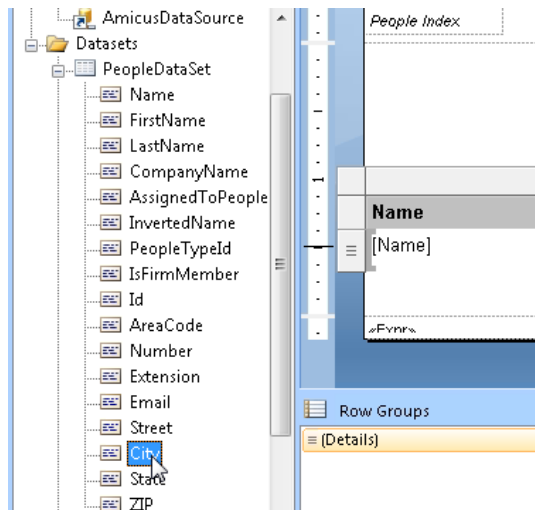 AmicusDataSource
Datasets
PeopleDataSet
Name
FirstName
LastName
CompanyName
AssignedToPeople
InvertedName
PeopleTypeId
IsFirmMember
Id
AreaCode
Number
Extension
Email
Street
City
State
ZIP
People Index
Name
[Name]
«Expr»
Row Groups
(Details)